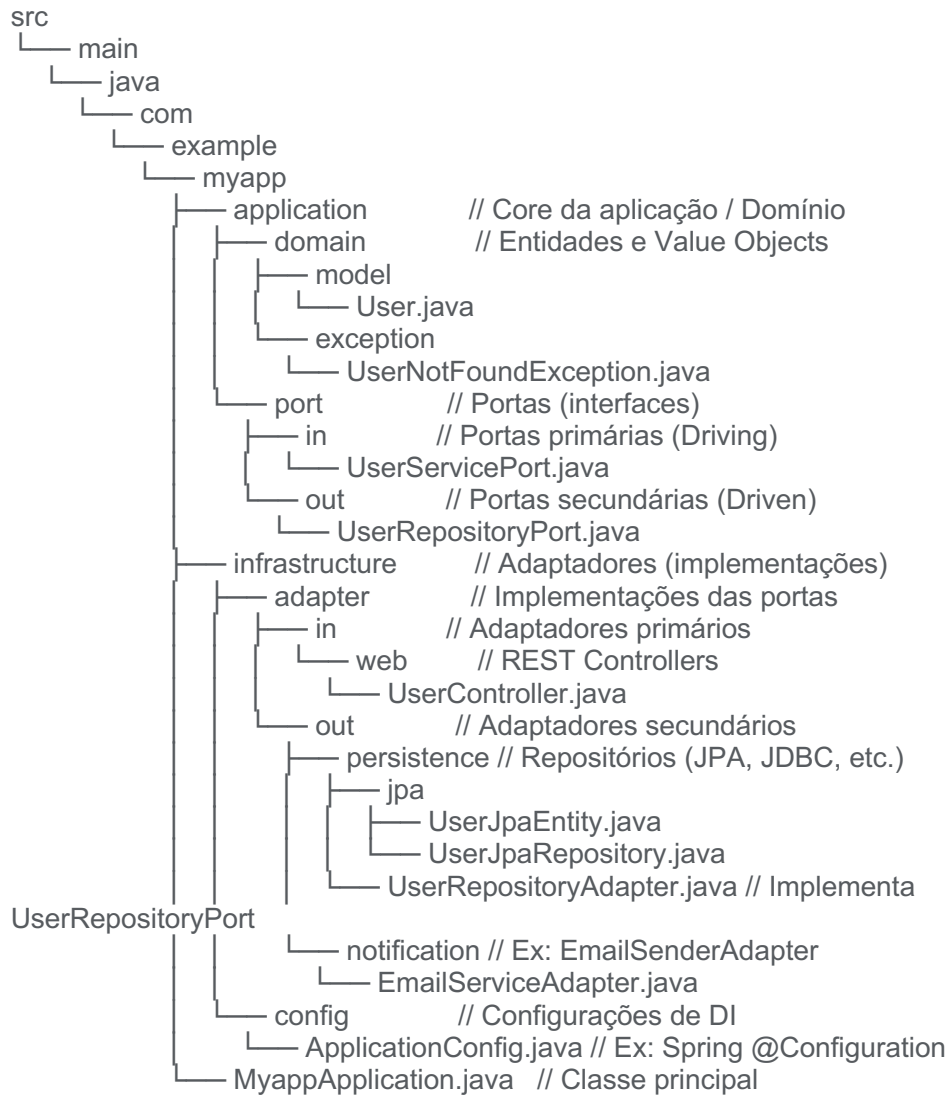 src
└── main
└── java
└── com
└── example
└── myapp
├── application // Core da aplicação / Domínio
│ ├── domain // Entidades e Value Objects
│ │ ├── model
│ │ │ └── User.java
│ │ └── exception
│ │ └── UserNotFoundException.java
│ └── port // Portas (interfaces)
│ ├── in // Portas primárias (Driving)
│ │ └── UserServicePort.java
│ └── out // Portas secundárias (Driven)
│ └── UserRepositoryPort.java
├── infrastructure // Adaptadores (implementações)
│ ├── adapter // Implementações das portas
│ │ ├── in // Adaptadores primários
│ │ │ └── web // REST Controllers
│ │ │ └── UserController.java
│ │ └── out // Adaptadores secundários
│ │ ├── persistence // Repositórios (JPA, JDBC, etc.)
│ │ │ ├── jpa
│ │ │ │ ├── UserJpaEntity.java
│ │ │ │ └── UserJpaRepository.java
│ │ │ └── UserRepositoryAdapter.java // Implementa
UserRepositoryPort
│ │ └── notification // Ex: EmailSenderAdapter
│ │ └── EmailServiceAdapter.java
│ └── config // Configurações de DI
│ └── ApplicationConfig.java // Ex: Spring @Configuration
└── MyappApplication.java // Classe principal